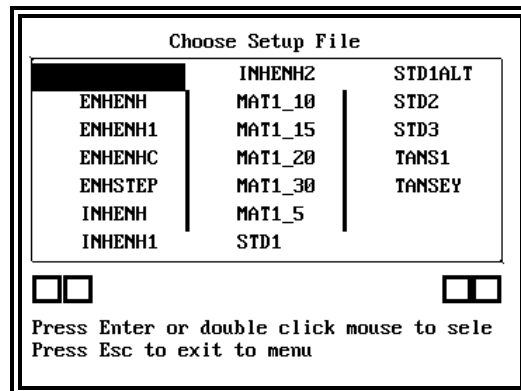 Choose Setup File
INHENH2 STD1ALT
ENHENH MAT1_10 STD2
ENHENH1 MAT1_15 STD3
ENHENHC MAT1_20 TANS1
ENHSTEP MAT1_30 TANSEY
INHENH MAT1_5
INHENH1 STD1
Press Enter or double click mouse to sele
Press Esc to exit to menu